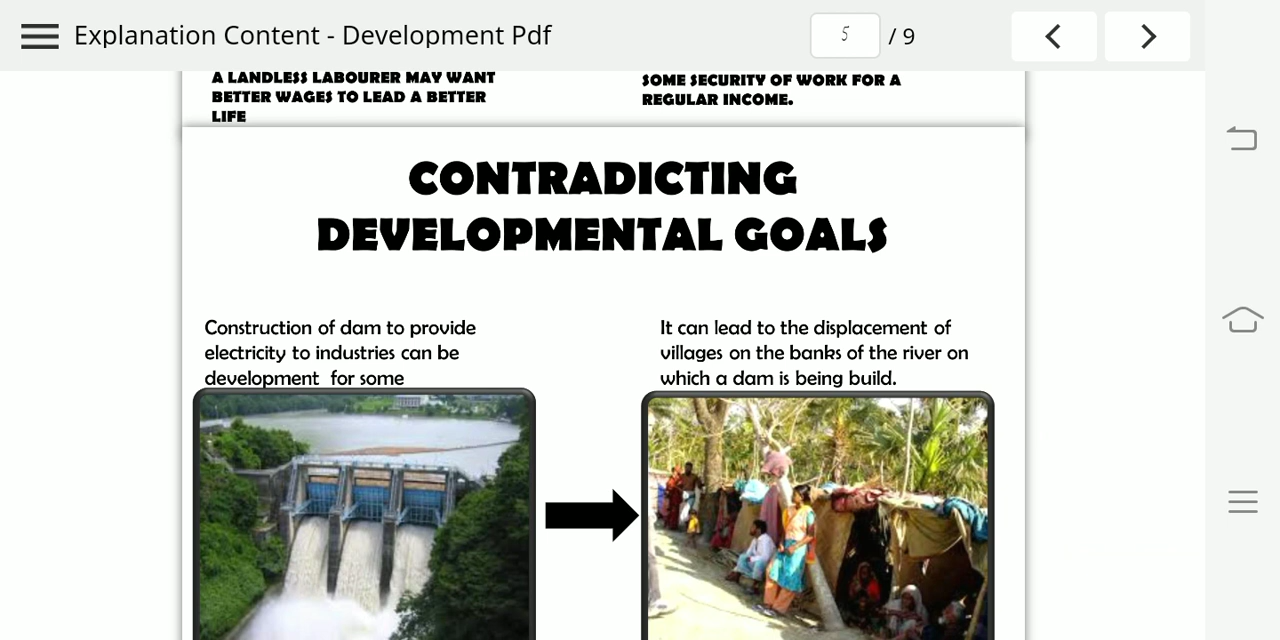 Explanation Content - Development Pdf
5 / 9
A LANDLESS LABOURER MAY WANT
BETTER WAGES TO LEAD A BETTER
LIFE
SOME SECURITY OF WORK FOR A
REGULAR INCOME.
CONTRADICTING
DEVELOPMENTAL GOALS
Construction of dam to provide
electricity to industries can be
development for some
It can lead to the displacement of
villages on the banks of the river on
which a dam is being build.